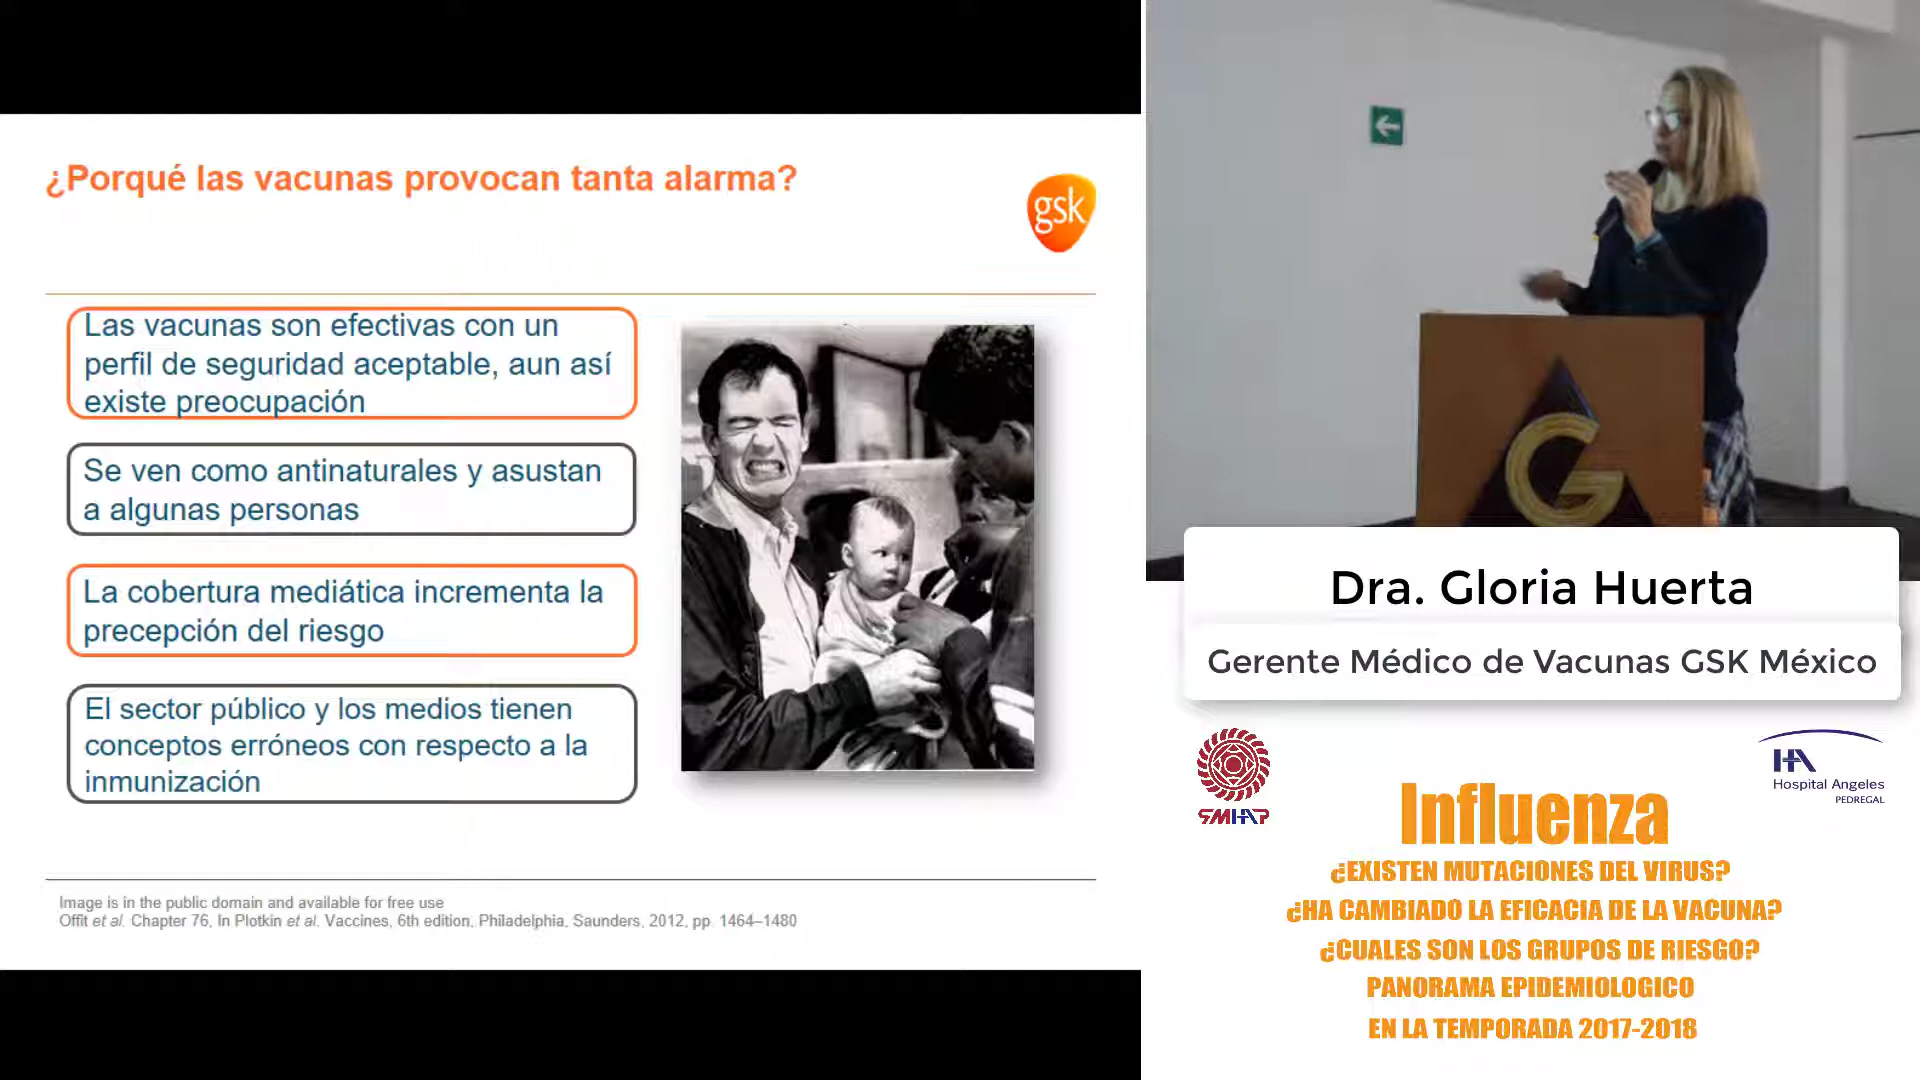 ¿Porqué las vacunas provocan tanta alarma?
gsk
Las vacunas son efectivas con un
perfil de seguridad aceptable, aun así
existe preocupación
Se ven como antinaturales y asustan
a algunas personas
La cobertura mediática incrementa la
precepción del riesgo
El sector público y los medios tienen
conceptos erróneos con respecto a la
inmunización
Image is in the public domain and available for free use
Offit et al. Chapter 76, In Plotkin et al. Vaccines, 6th edition, Philadelphia, Saunders, 2012, pp. 1464–1480
G
Dra. Gloria Huerta
Gerente Médico de Vacunas GSK México
SMHAP
HA
Hospital Angeles
PEDREGAL
Influenza
¿EXISTEN MUTACIONES DEL VIRUS?
¿HA CAMBIADO LA EFICACIA DE LA VACUNA?
¿CUALES SON LOS GRUPOS DE RIESGO?
PANORAMA EPIDEMIOLOGICO
EN LA TEMPORADA 2017-2018